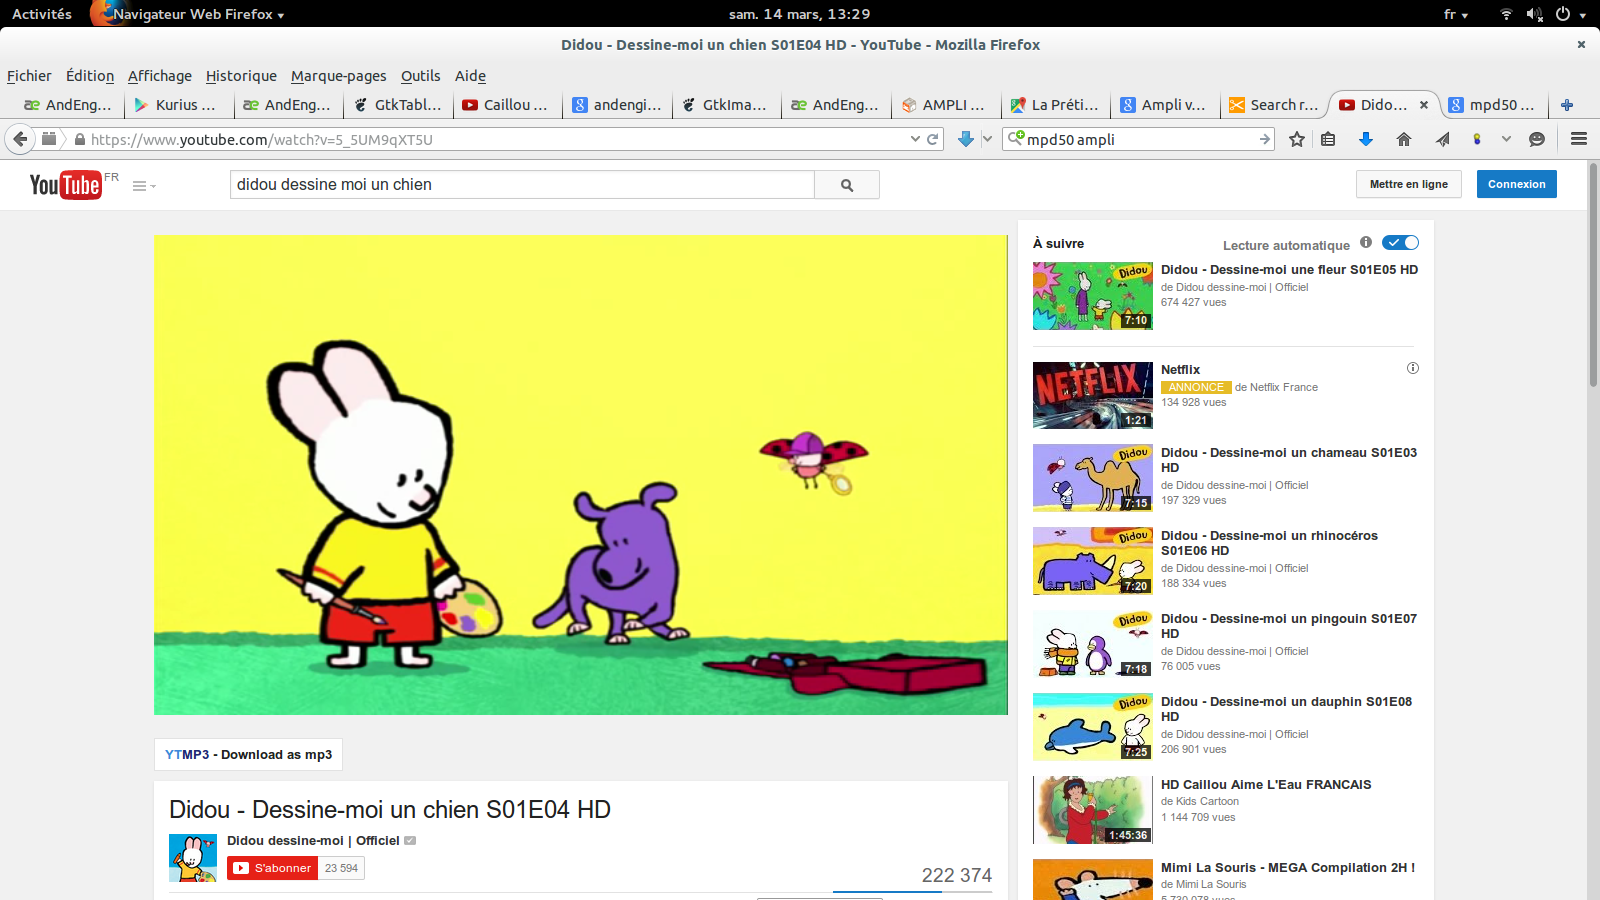 Activités
Navigateur Web Firefox
sam. 14 mars, 13:29
fr
Didou - Dessine-moi un chien S01E04 HD - YouTube - Mozilla Firefox
Fichier Édition Affichage Historique Marque-pages Outils Aide
AndEng... Kurius ... AndEng... GtkTabl... Caillou ... andengi... GtkIma... AndEng... AMPLI ... La Préti... Ampli v... Search r... Dido... mpd50 ...
https://www.youtube.com/watch?v=5_5UM9qXT5U
mpd50 ampli
YouTube FR
didou dessine moi un chien
Mettre en ligne
Connexion
YTMP3 - Download as mp3
Didou - Dessine-moi un chien S01E04 HD
Didou dessine-moi | Officiel
S'abonner 23 594
222 374
À suivre
Lecture automatique
Didou
7:10
Didou - Dessine-moi une fleur S01E05 HD
de Didou dessine-moi | Officiel
674 427 vues
NETFLIX
1:21
Netflix
ANNONCE de Netflix France
134 928 vues
Didou
7:15
Didou - Dessine-moi un chameau S01E03
HD
de Didou dessine-moi | Officiel
197 329 vues
Didou
7:20
Didou - Dessine-moi un rhinocéros
S01E06 HD
de Didou dessine-moi | Officiel
188 334 vues
Didou
7:18
Didou - Dessine-moi un pingouin S01E07
HD
de Didou dessine-moi | Officiel
76 005 vues
Didou
7:25
Didou - Dessine-moi un dauphin S01E08
HD
de Didou dessine-moi | Officiel
206 901 vues
1:45:36
HD Caillou Aime L'Eau FRANCAIS
de Kids Cartoon
1 144 709 vues
Mimi La Souris - MEGA Compilation 2H !
de Mimi La Souris
5 730 078 vues